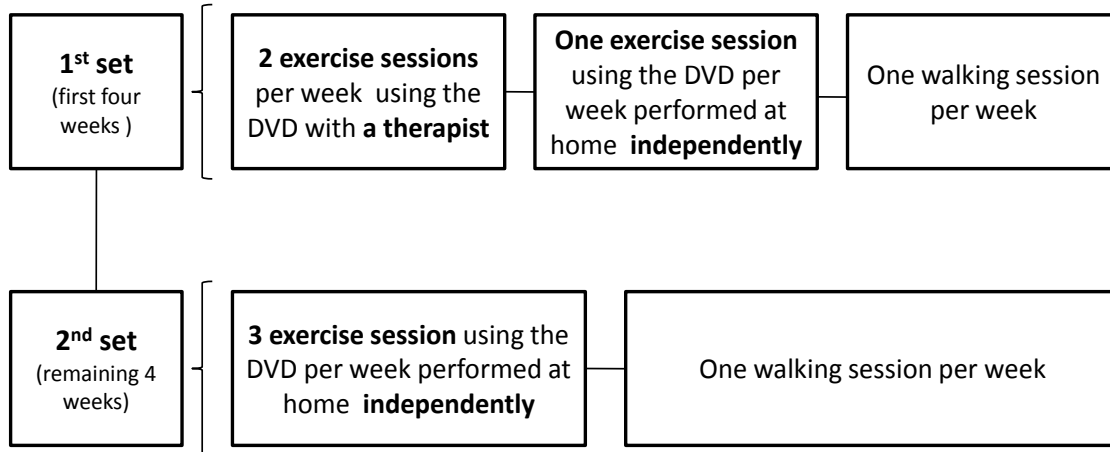 1st set
(first four
weeks )
2 exercise sessions
per week using the
DVD with a therapist
One exercise session
using the DVD per
week performed at
home independently
One walking session
per week
2nd set
(remaining 4
weeks)
3 exercise session using the
DVD per week performed at
home independently
One walking session per week